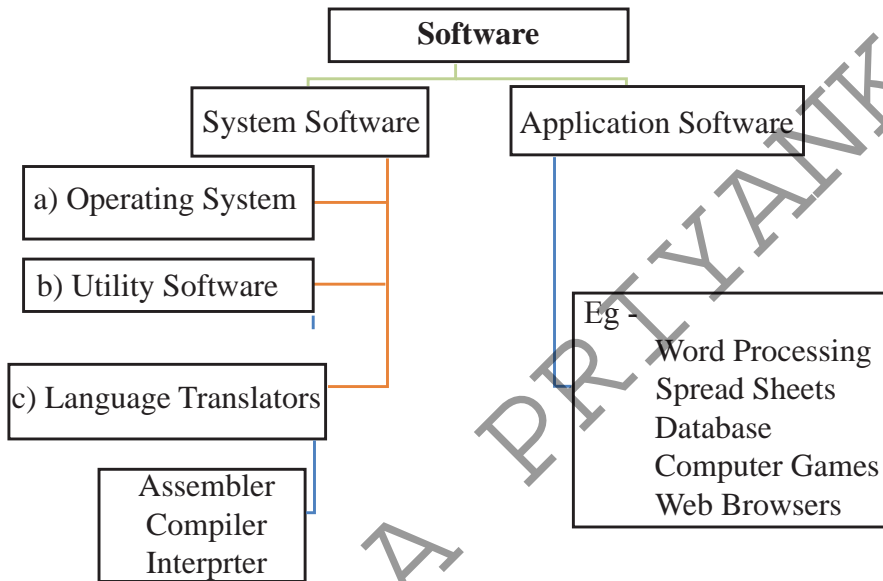 Software
System Software
Application Software
a) Operating System
b) Utility Software
c) Language Translators
Assembler
Compiler
Interprter
Eg -
Word Processing
Spread Sheets
Database
Computer Games
Web Browsers
A PRIYANK